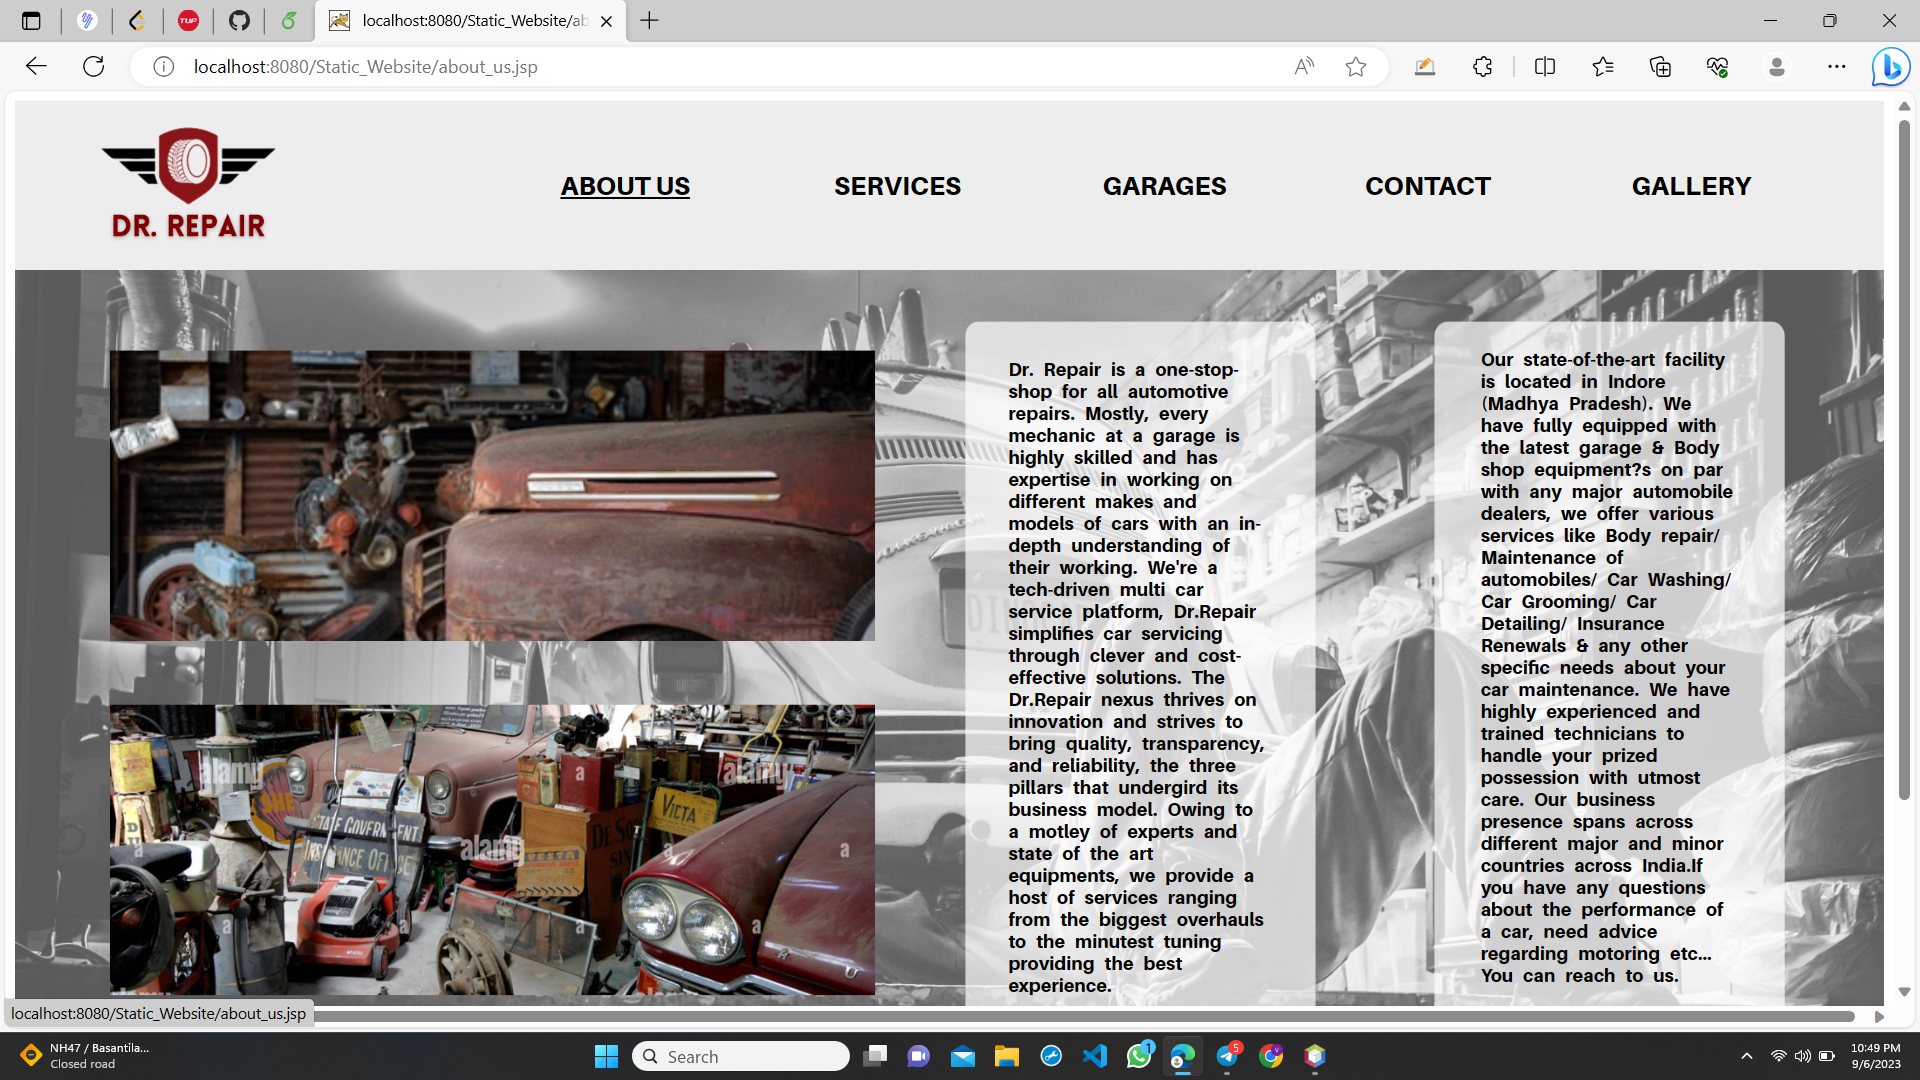 localhost:8080/Static_Website/ab
localhost:8080/Static_Website/about_us.jsp
DR. REPAIR
ABOUT US
SERVICES
GARAGES
CONTACT
GALLERY
Dr. Repair is a one-stop-
shop for all automotive
repairs. Mostly, every
mechanic at a garage is
highly skilled and has
expertise in working on
different makes and
models of cars with an in-
depth understanding of
their working. We're a
tech-driven multi car
service platform, Dr.Repair
simplifies car servicing
through clever and cost-
effective solutions. The
Dr.Repair nexus thrives on
innovation and strives to
bring quality, transparency,
and reliability, the three
pillars that undergird its
business model. Owing to
a motley of experts and
state of the art
equipments, we provide a
host of services ranging
from the biggest overhauls
to the minutest tuning
providing the best
experience.
Our state-of-the-art facility
is located in Indore
(Madhya Pradesh). We
have fully equipped with
the latest garage & Body
shop equipment?s on par
with any major automobile
dealers, we offer various
services like Body repair/
Maintenance of
automobiles/ Car Washing/
Car Grooming/ Car
Detailing/ Insurance
Renewals & any other
specific needs about your
car maintenance. We have
highly experienced and
trained technicians to
handle your prized
possession with utmost
care. Our business
presence spans across
different major and minor
countries across India.If
you have any questions
about the performance of
a car, need advice
regarding motoring etc...
You can reach to us.
alamy
alamy
alamy
VICTA
STATE GOVERNMENT
INSURANCE OFFICE
localhost:8080/Static_Website/about_us.jsp
NH47 / Basantila...
Closed road
Search
1
5
10:49 PM
9/6/2023